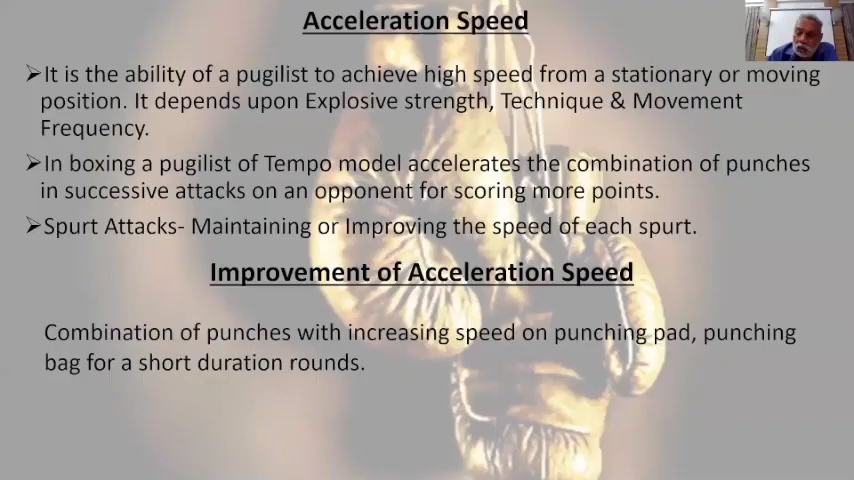 Acceleration Speed
➢It is the ability of a pugilist to achieve high speed from a stationary or moving
position. It depends upon Explosive strength, Technique & Movement
Frequency.
➢In boxing a pugilist of Tempo model accelerates the combination of punches
in successive attacks on an opponent for scoring more points.
➢Spurt Attacks- Maintaining or Improving the speed of each spurt.
Improvement of Acceleration Speed
Combination of punches with increasing speed on punching pad, punching
bag for a short duration rounds.